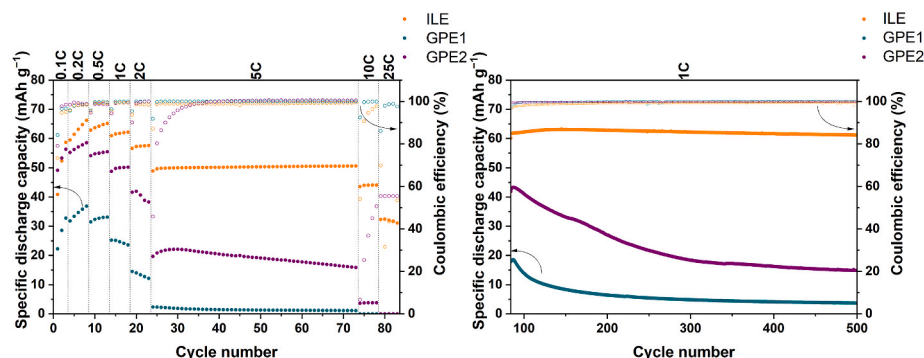 ILE
GPE1
GPE2
0.1C
0.2C
0.5C
1C
2C
5C
10C
25C
80
70
60
50
40
30
20
10
0
Specific discharge capacity (mAh g⁻¹)
100
80
60
40
20
0
Coulombic efficiency (%)
0 10 20 30 40 50 60 70 80
Cycle number
ILE
GPE1
GPE2
1C
80
70
60
50
40
30
20
10
0
Specific discharge capacity (mAh g⁻¹)
100
80
60
40
20
0
Coulombic efficiency (%)
100 200 300 400 500
Cycle number